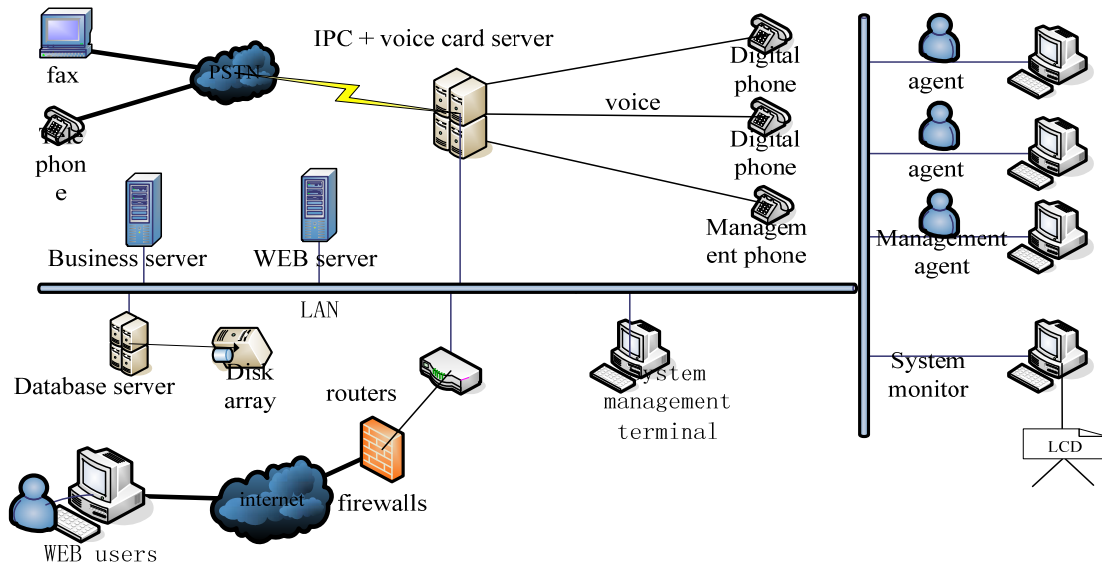 IPC + voice card server
fax
PSTN
Tele
phon
e
voice
Digital
phone
Digital
phone
Managem
ent phone
agent
agent
Management
agent
Business server
WEB server
LAN
Database server
Disk
array
routers
ystem
management
terminal
System
monitor
LCD
internet
firewalls
WEB users